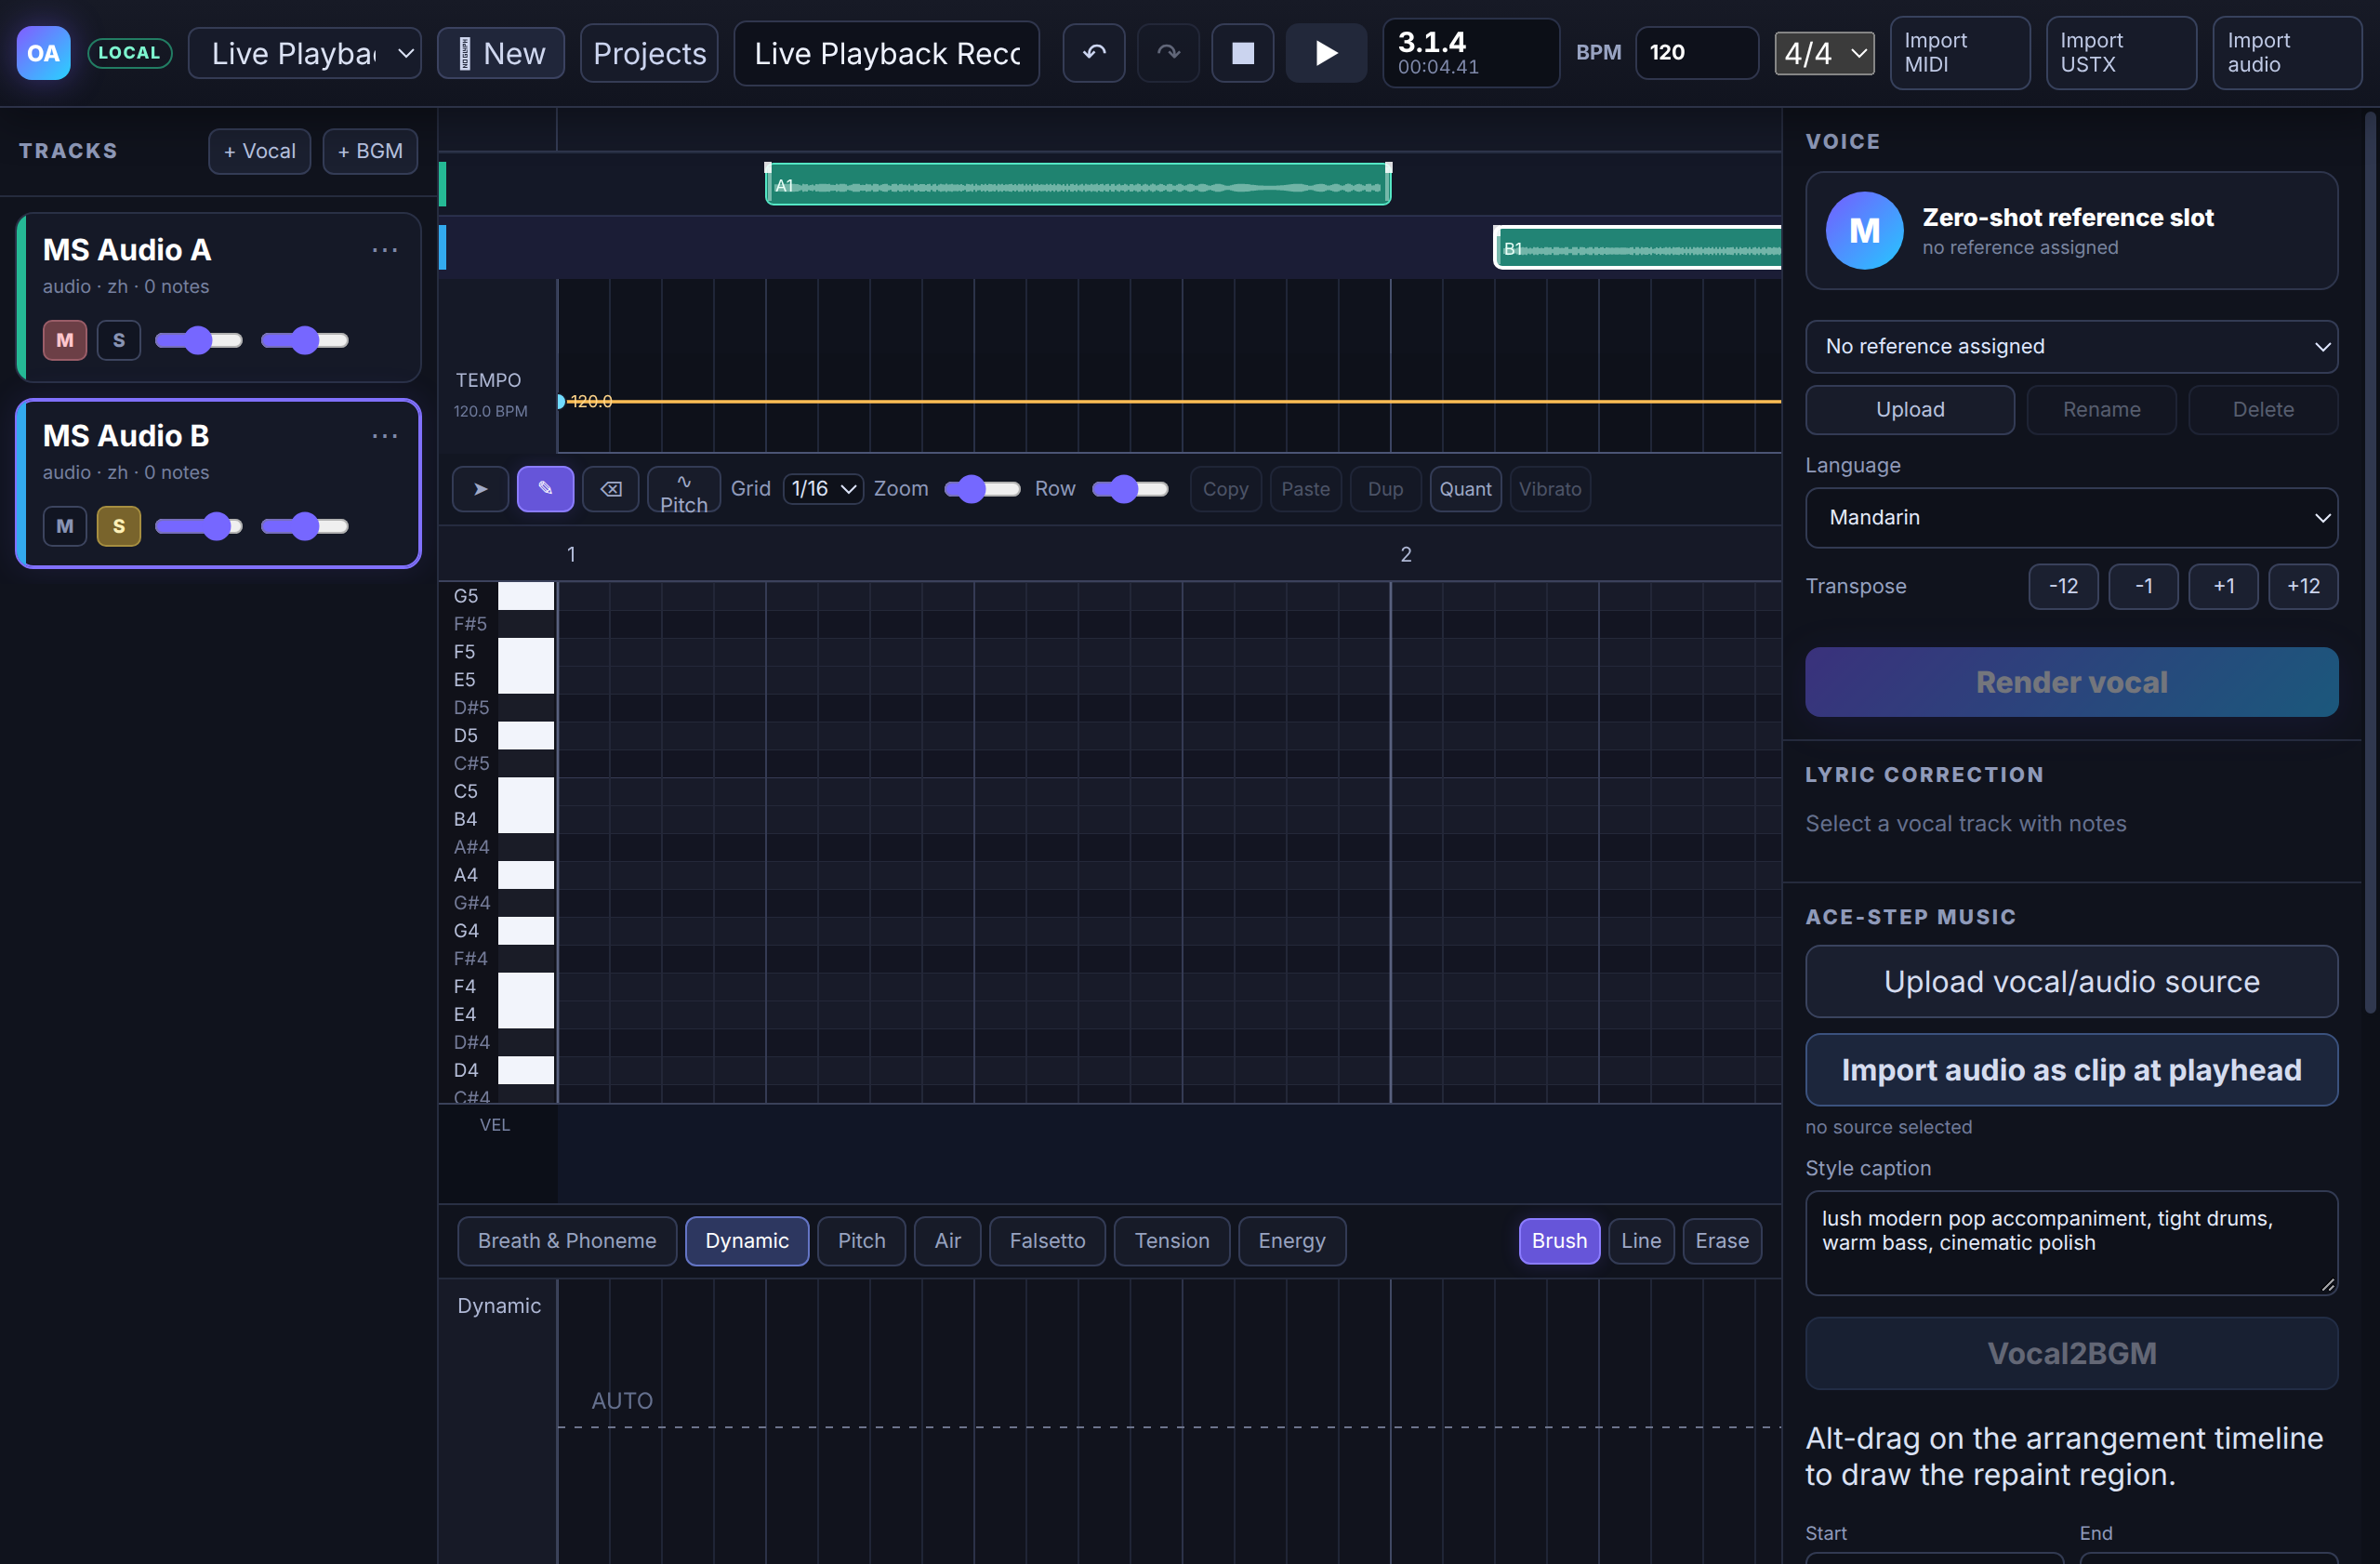 OA
LOCAL
Live Playba
New
Projects
Live Playback Reco
↶
↷
3.1.4
00:04.41
BPM
120
4/4
Import
MIDI
Import
USTX
Import
audio
TRACKS
+ Vocal
+ BGM
MS Audio A
...
audio · zh · 0 notes
M
S
MS Audio B
...
audio · zh · 0 notes
M
S
A1
B1
TEMPO
120.0 BPM
120.0
Pitch
Grid
1/16
Zoom
Row
Copy
Paste
Dup
Quant
Vibrato
1
2
G5
F#5
F5
E5
D#5
D5
C#5
C5
B4
A#4
A4
G#4
G4
F#4
F4
E4
D#4
D4
C#4
VEL
Breath & Phoneme
Dynamic
Pitch
Air
Falsetto
Tension
Energy
Brush
Line
Erase
Dynamic
AUTO
VOICE
M
Zero-shot reference slot
no reference assigned
No reference assigned
Upload
Rename
Delete
Language
Mandarin
Transpose
-12
-1
+1
+12
Render vocal
LYRIC CORRECTION
Select a vocal track with notes
ACE-STEP MUSIC
Upload vocal/audio source
Import audio as clip at playhead
no source selected
Style caption
lush modern pop accompaniment, tight drums,
warm bass, cinematic polish
Vocal2BGM
Alt-drag on the arrangement timeline
to draw the repaint region.
Start
End